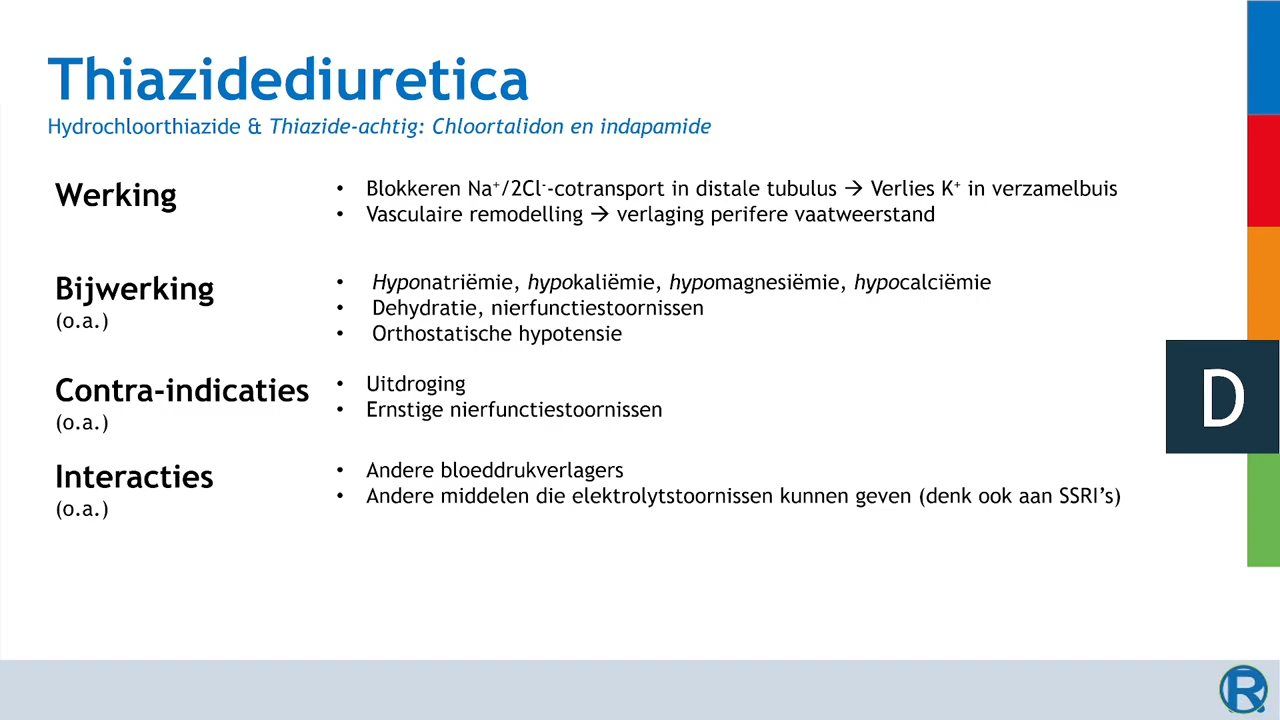 Thiazidediuretica
Hydrochloorthiazide & Thiazide-achtig: Chloortalidon en indapamide
Werking
• Blokkeren Na⁺/2Cl⁻-cotransport in distale tubulus → Verlies K⁺ in verzamelbuis
• Vasculaire remodelling → verlaging perifere vaatweerstand
Bijwerking
(o.a.)
• Hyponatriëmie, hypokaliëmie, hypomagnesiëmie, hypocalciëmie
• Dehydratie, nierfunctiestoornissen
• Orthostatische hypotensie
Contra-indicaties
(o.a.)
• Uitdroging
• Ernstige nierfunctiestoornissen
Interacties
(o.a.)
• Andere bloeddrukverlagers
• Andere middelen die elektrolytstoornissen kunnen geven (denk ook aan SSRI’s)
D
R